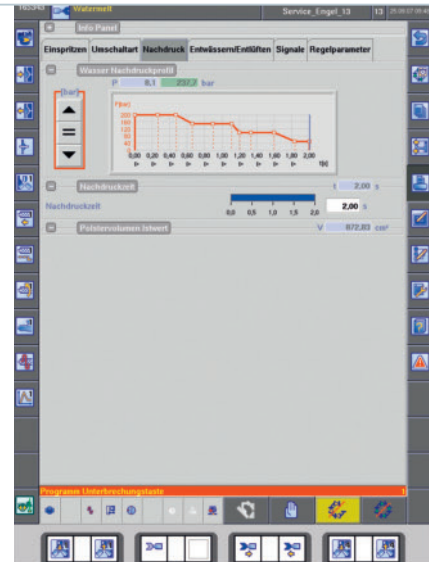 Watermelt Service_Engel_13 13
Info Panel
Einspritzen Umschaltart Nachdruck Entwässern/Entlüften Signale Regelparameter
Wasser Nachdruckprofil
P 0,1 237,7 bar
[bar]
P[bar]
200
160
120
80
40
0
0,00 0,20 0,40 0,60 0,80 1,00 1,20 1,40 1,60 1,80 2,00 t[s]
Nachdruckzeit t 2,00 s
Nachdruckzeit 0,0 0,5 1,0 1,5 2,0 2,00 s
Polstervolumen Istwert V 872,83 cm³
Programm Unterbrechungstaste 1